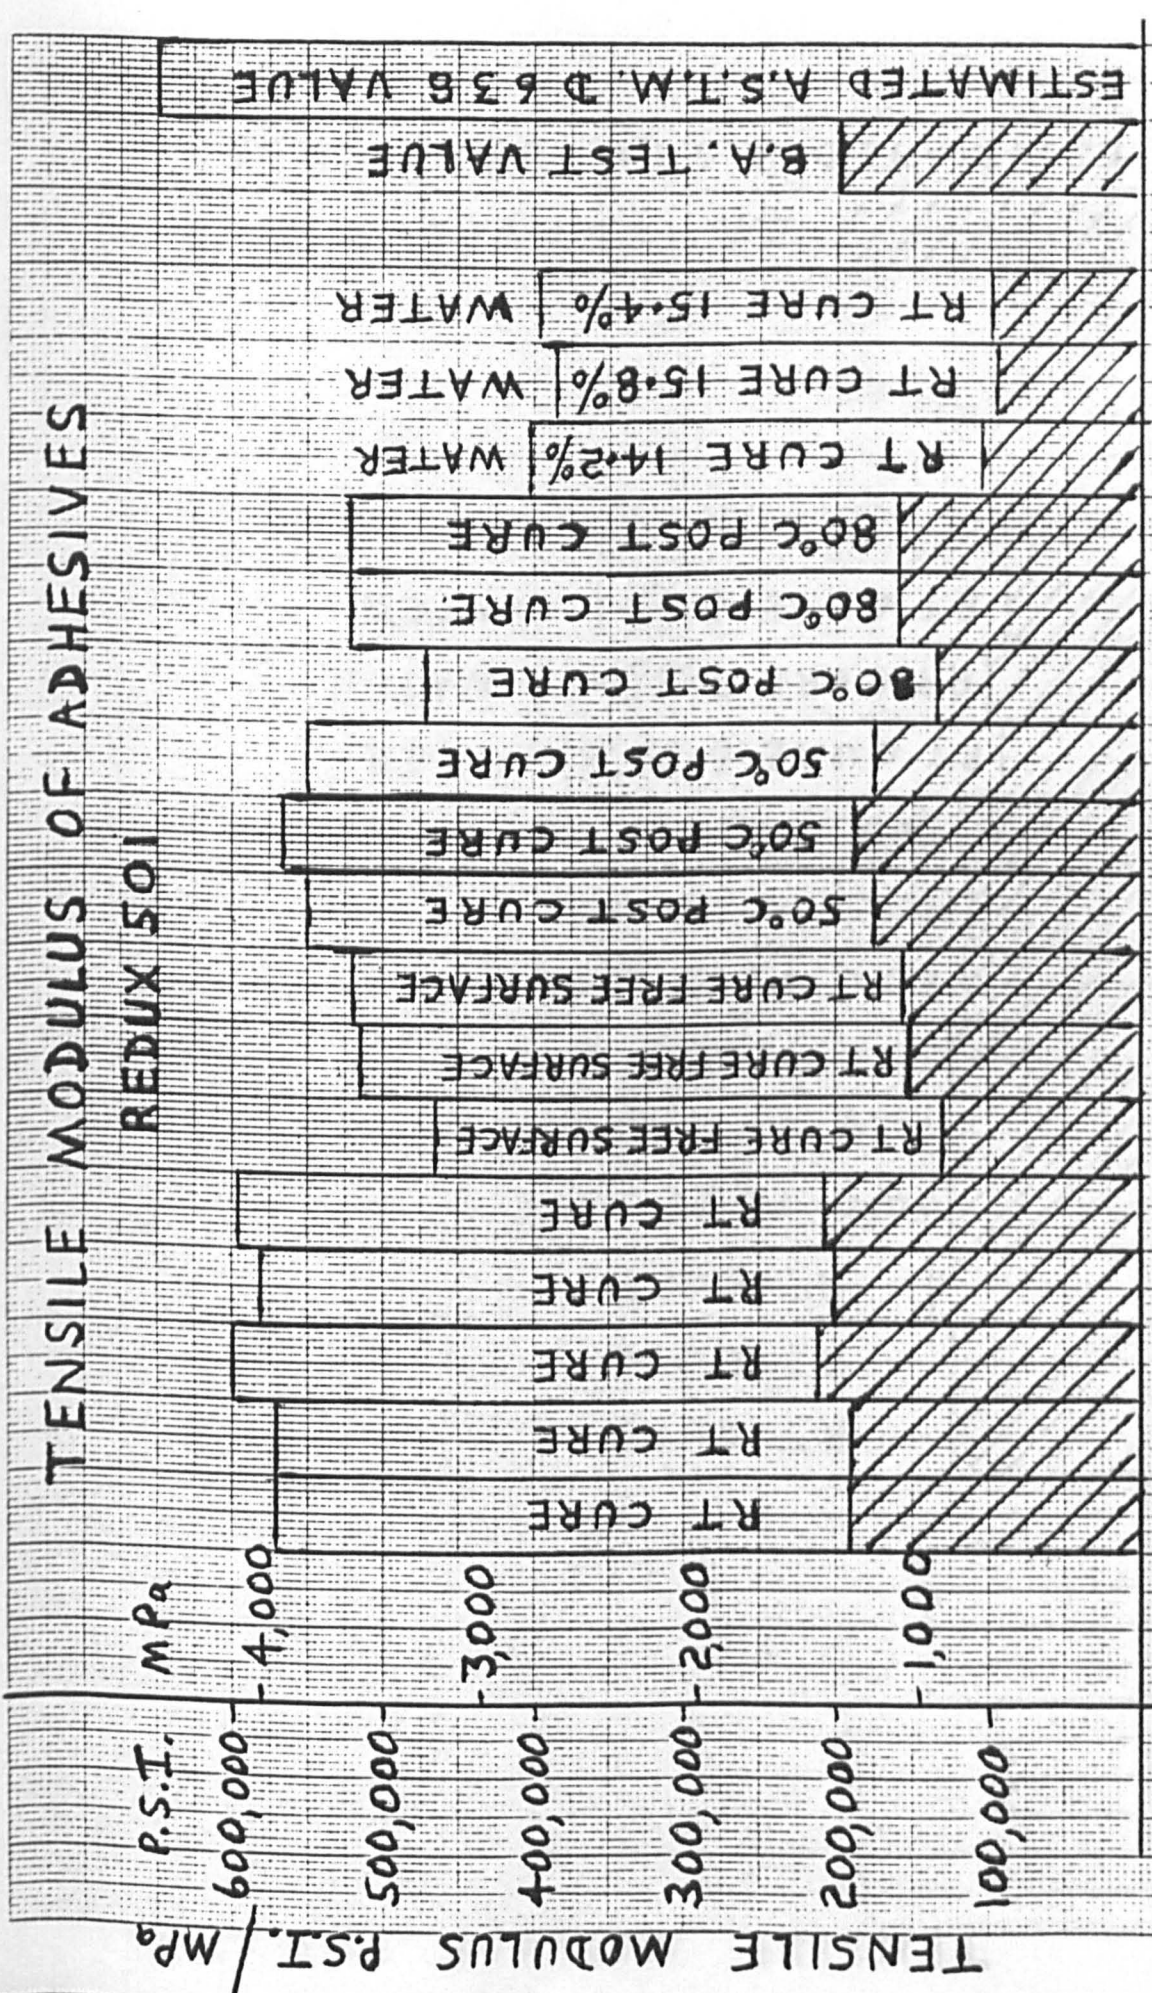 TENSILE MODULUS OF ADHESIVES
REDUX 501
TENSILE MODULUS P.S.I. / MPa
P.S.I.
600,000
500,000
400,000
300,000
200,000
100,000
MPa
4,000
3,000
2,000
1,000
RT CURE
RT CURE
RT CURE
RT CURE
RT CURE
RT CURE FREE SURFACE
RT CURE FREE SURFACE
RT CURE FREE SURFACE
50°C POST CURE
50°C POST CURE
50°C POST CURE
80°C POST CURE
80°C POST CURE
80°C POST CURE
RT CURE 14.2% WATER
RT CURE 15.8% WATER
RT CURE 15.4% WATER
B.A. TEST VALUE
ESTIMATED A.S.T.M. D 638 VALUE